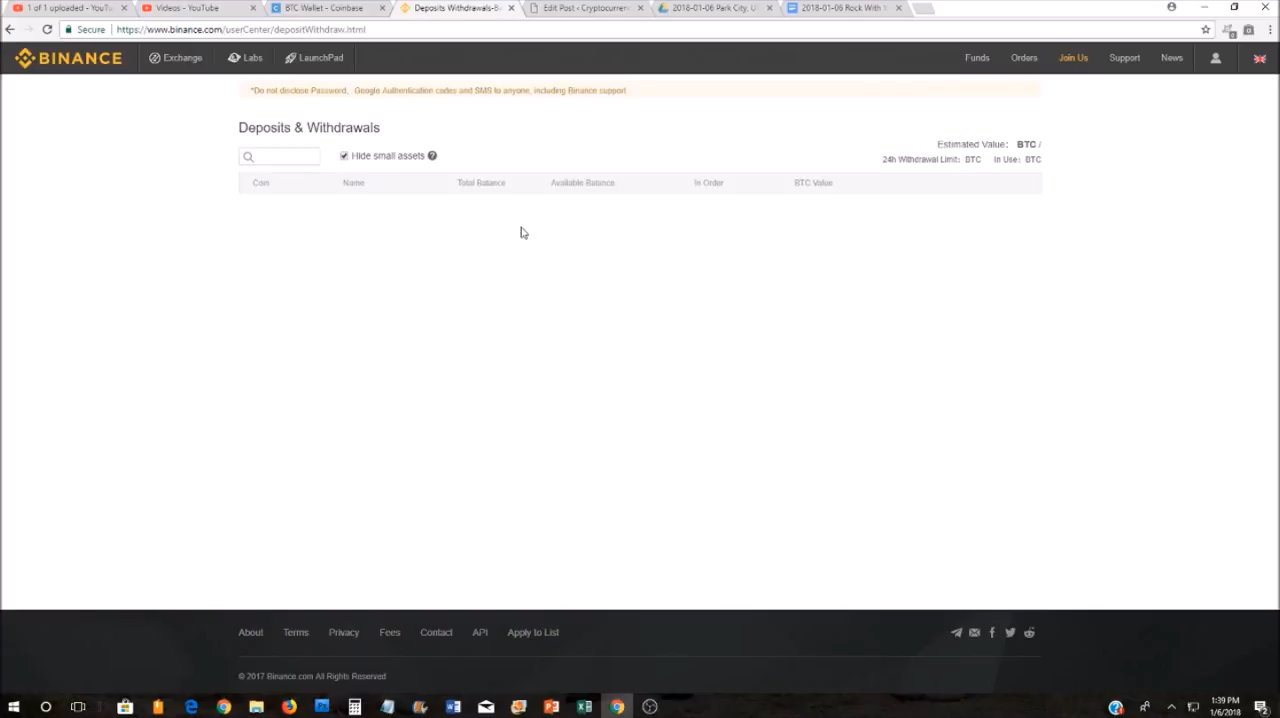 1 of 1 uploaded - YouTu
Videos - YouTube
BTC Wallet - Coinbase
Deposits Withdrawals-Bi
Edit Post ‹ Cryptocurren
2018-01-06 Park City, U
2018-01-06 Rock With Y
Secure
https://www.binance.com/userCenter/depositWithdraw.html
BINANCE
Exchange
Labs
LaunchPad
Funds
Orders
Join Us
Support
News
*Do not disclose Password, Google Authentication codes and SMS to anyone, including Binance support
Deposits & Withdrawals
Hide small assets
Estimated Value: BTC /
24h Withdrawal Limit: BTC In Use: BTC
Coin
Name
Total Balance
Available Balance
In Order
BTC Value
About
Terms
Privacy
Fees
Contact
API
Apply to List
© 2017 Binance.com All Rights Reserved
1:39 PM
1/6/2018